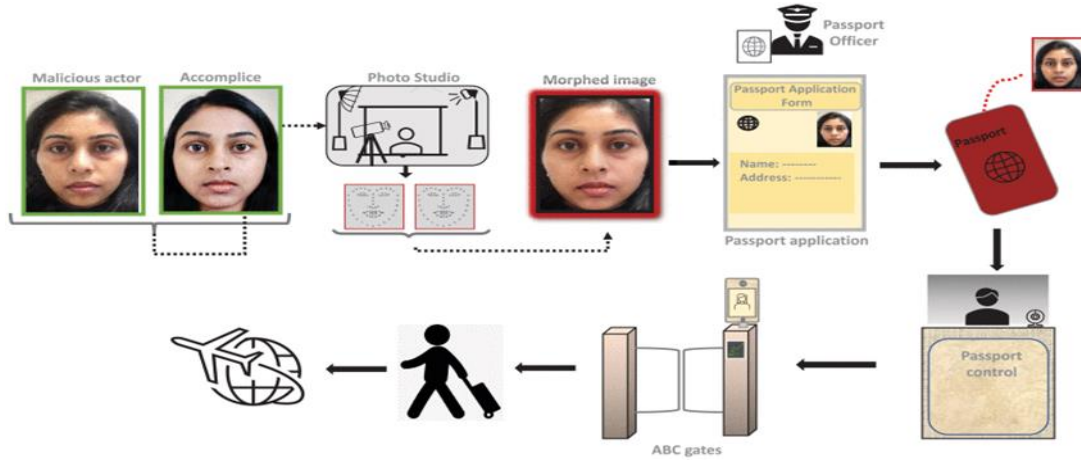 Passport
Officer
Malicious actor
Accomplice
Photo Studio
Morphed image
Passport Application
Form
Name: --------
Address: -----------
Passport application
Passport
Passport
control
ABC gates